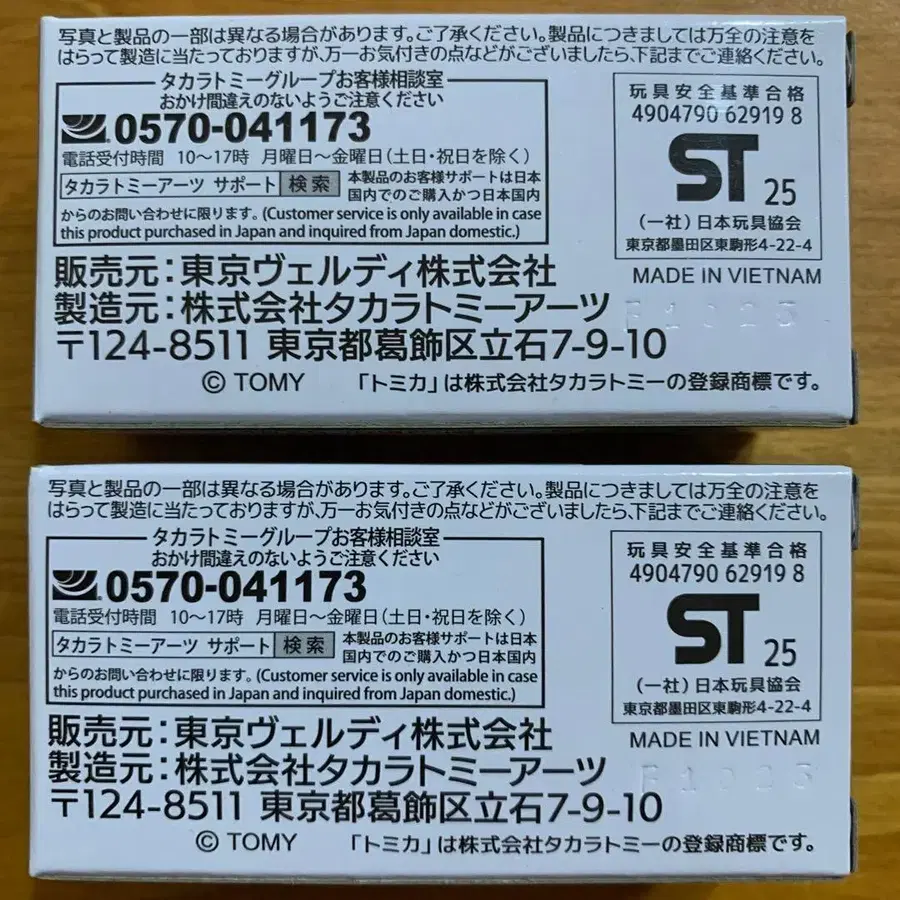 写真と製品の一部は異なる場合があります。ご了承ください。製品につきましては万全の注意を
はらって製造に当たっておりますが、万一お気付きの点などがございましたら、下記までご連絡ください。
タカラトミーグループお客様相談室
おかけ間違えのないようご注意ください
0570-041173
電話受付時間 10〜17時 月曜日〜金曜日(土日・祝日を除く)
タカラトミーアーツ サポート 検索 本製品のお客様サポートは日本
国内でのご購入かつ日本国内
からのお問い合わせに限ります。(Customer service is only available in case
this product purchased in Japan and inquired from Japan domestic.)
玩具安全基準合格
4904790 62919 8
ST 25
(一社)日本玩具協会
東京都墨田区東駒形4-22-4
MADE IN VIETNAM
販売元:東京ヴェルディ株式会社
製造元:株式会社タカラトミーアーツ
〒124-8511 東京都葛飾区立石7-9-10
© TOMY 「トミカ」は株式会社タカラトミーの登録商標です。
写真と製品の一部は異なる場合があります。ご了承ください。製品につきましては万全の注意を
はらって製造に当たっておりますが、万一お気付きの点などがございましたら、下記までご連絡ください。
タカラトミーグループお客様相談室
おかけ間違えのないようご注意ください
0570-041173
電話受付時間 10〜17時 月曜日〜金曜日(土日・祝日を除く)
タカラトミーアーツ サポート 検索 本製品のお客様サポートは日本
国内でのご購入かつ日本国内
からのお問い合わせに限ります。(Customer service is only available in case
this product purchased in Japan and inquired from Japan domestic.)
玩具安全基準合格
4904790 62919 8
ST 25
(一社)日本玩具協会
東京都墨田区東駒形4-22-4
MADE IN VIETNAM
販売元:東京ヴェルディ株式会社
製造元:株式会社タカラトミーアーツ
〒124-8511 東京都葛飾区立石7-9-10
© TOMY 「トミカ」は株式会社タカラトミーの登録商標です。